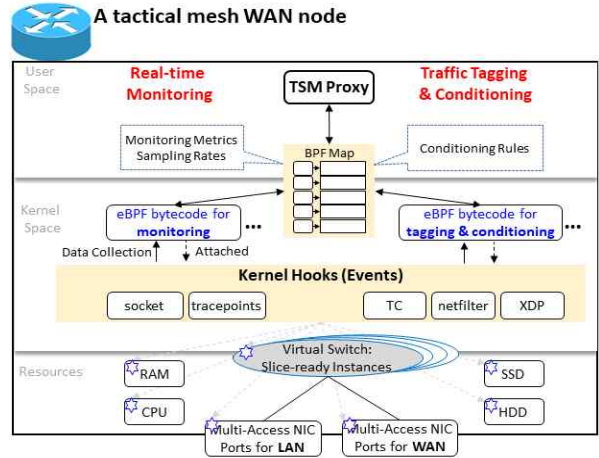 A tactical mesh WAN node
User
Space
Real-time
Monitoring
TSM Proxy
Traffic Tagging
& Conditioning
Monitoring Metrics
Sampling Rates
BPF Map
Conditioning Rules
Kernel
Space
eBPF bytecode for
monitoring
...
eBPF bytecode for
tagging & conditioning
...
Data Collection
Attached
Kernel Hooks (Events)
socket
tracepoints
TC
netfilter
XDP
Resources
Virtual Switch:
Slice-ready Instances
RAM
SSD
CPU
HDD
Multi-Access NIC
Ports for LAN
Multi-Access NIC
Ports for WAN